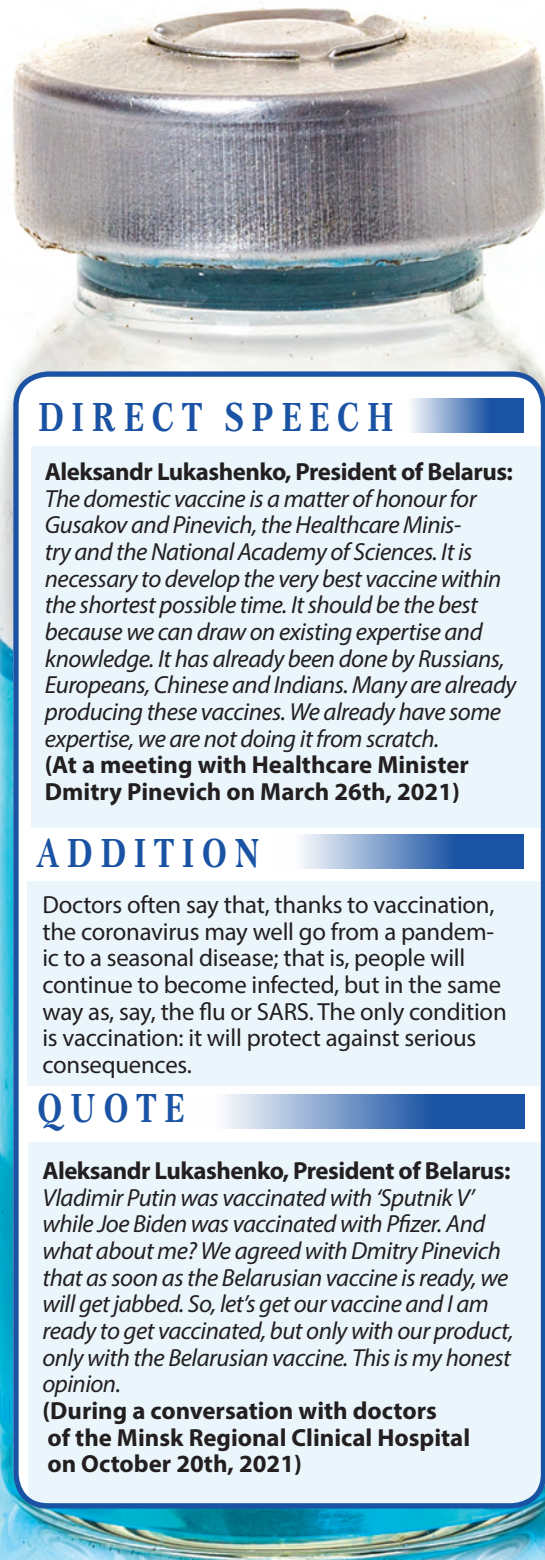 DIRECT SPEECH
Aleksandr Lukashenko, President of Belarus:
The domestic vaccine is a matter of honour for
Gusakov and Pinevich, the Healthcare Minis-
try and the National Academy of Sciences. It is
necessary to develop the very best vaccine within
the shortest possible time. It should be the best
because we can draw on existing expertise and
knowledge. It has already been done by Russians,
Europeans, Chinese and Indians. Many are already
producing these vaccines. We already have some
expertise, we are not doing it from scratch.
(At a meeting with Healthcare Minister
Dmitry Pinevich on March 26th, 2021)
ADDITION
Doctors often say that, thanks to vaccination,
the coronavirus may well go from a pandem-
ic to a seasonal disease; that is, people will
continue to become infected, but in the same
way as, say, the flu or SARS. The only condition
is vaccination: it will protect against serious
consequences.
QUOTE
Aleksandr Lukashenko, President of Belarus:
Vladimir Putin was vaccinated with ‘Sputnik V’
while Joe Biden was vaccinated with Pfizer. And
what about me? We agreed with Dmitry Pinevich
that as soon as the Belarusian vaccine is ready, we
will get jabbed. So, let’s get our vaccine and I am
ready to get vaccinated, but only with our product,
only with the Belarusian vaccine. This is my honest
opinion.
(During a conversation with doctors
of the Minsk Regional Clinical Hospital
on October 20th, 2021)